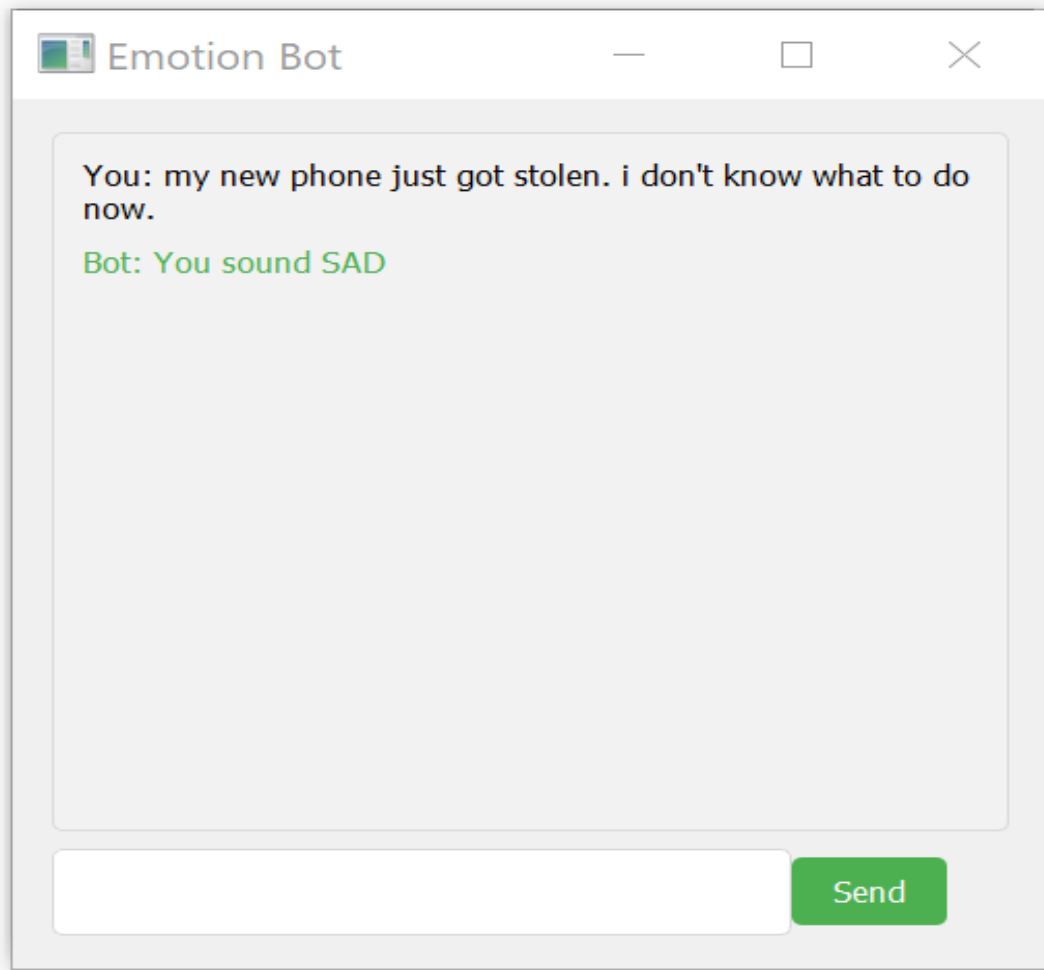 Emotion Bot
You: my new phone just got stolen. i don't know what to do
now.
Bot: You sound SAD
Send